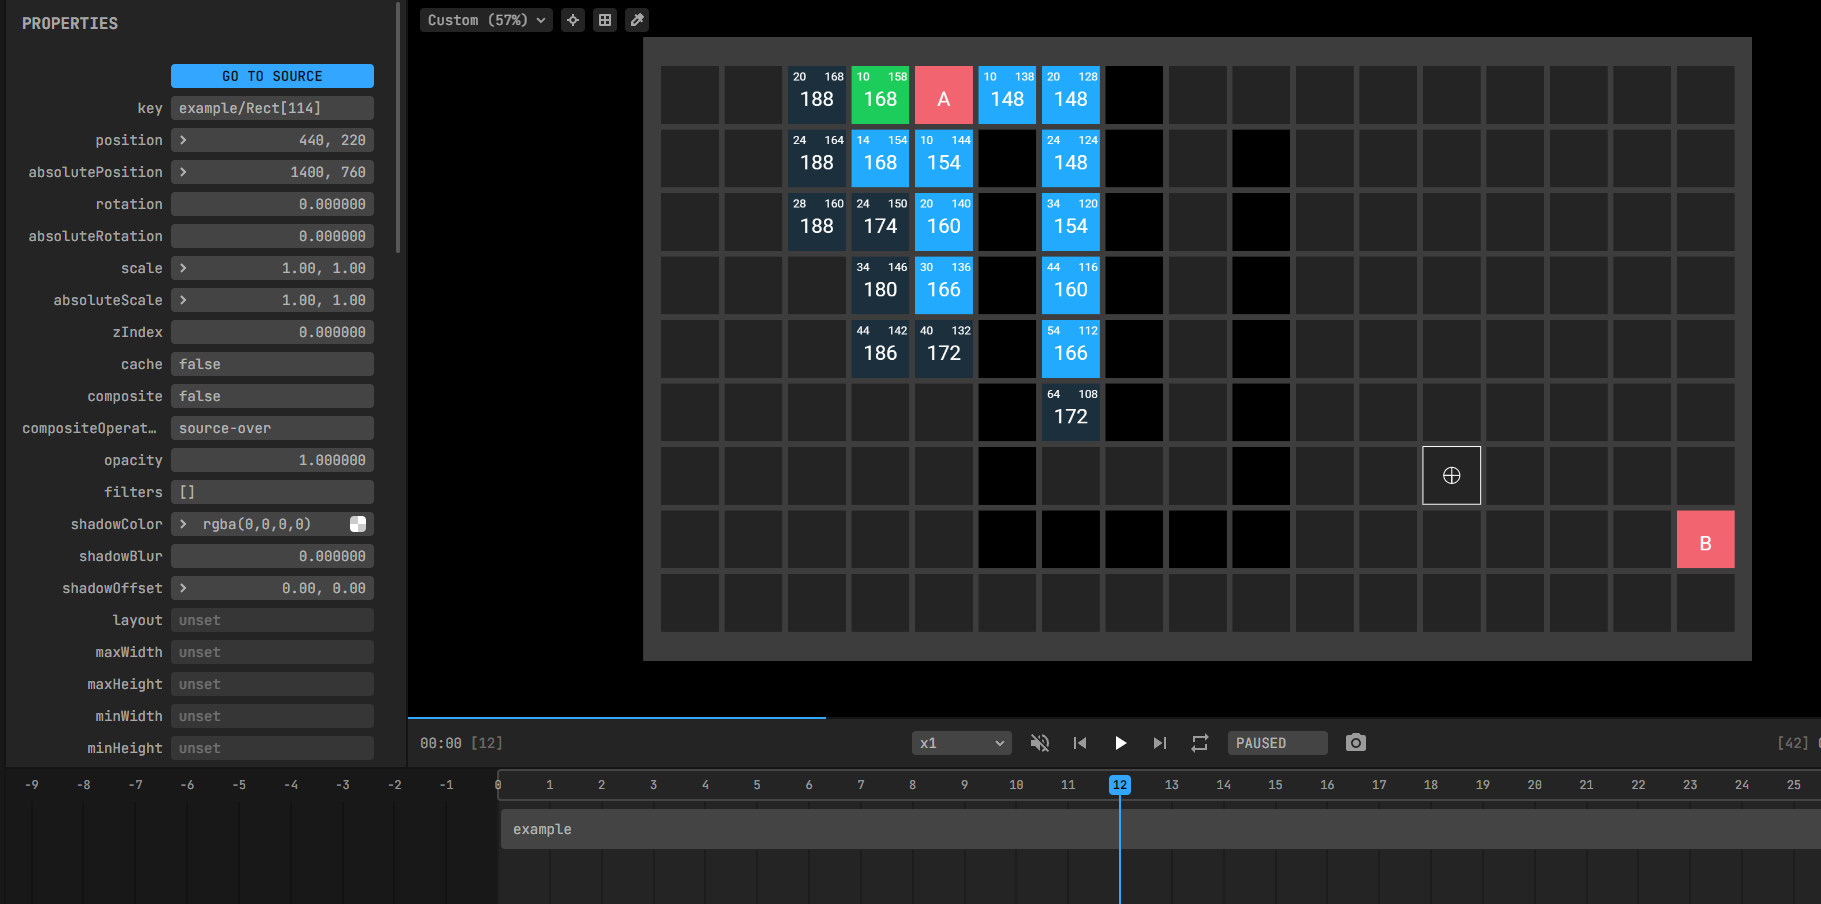 PROPERTIES
GO TO SOURCE
key example/Rect[114]
position 440, 220
absolutePosition 1400, 760
rotation 0.000000
absoluteRotation 0.000000
scale 1.00, 1.00
absoluteScale 1.00, 1.00
zIndex 0.000000
cache false
composite false
compositeOperat… source-over
opacity 1.000000
filters []
shadowColor rgba(0,0,0,0)
shadowBlur 0.000000
shadowOffset 0.00, 0.00
layout unset
maxWidth unset
maxHeight unset
minWidth unset
minHeight unset
Custom (57%)
20 168 10 158 10 138 20 128
188 168 A 148 148
24 164 14 154 10 144 24 124
188 168 154 148
28 160 24 150 20 140 34 120
188 174 160 154
34 146 30 136 44 116
180 166 160
44 142 40 132 54 112
186 172 166
64 108
172
B
00:00 [12] x1 PAUSED [42]
-9 -8 -7 -6 -5 -4 -3 -2 -1 0 1 2 3 4 5 6 7 8 9 10 11 12 13 14 15 16 17 18 19 20 21 22 23 24 25
example